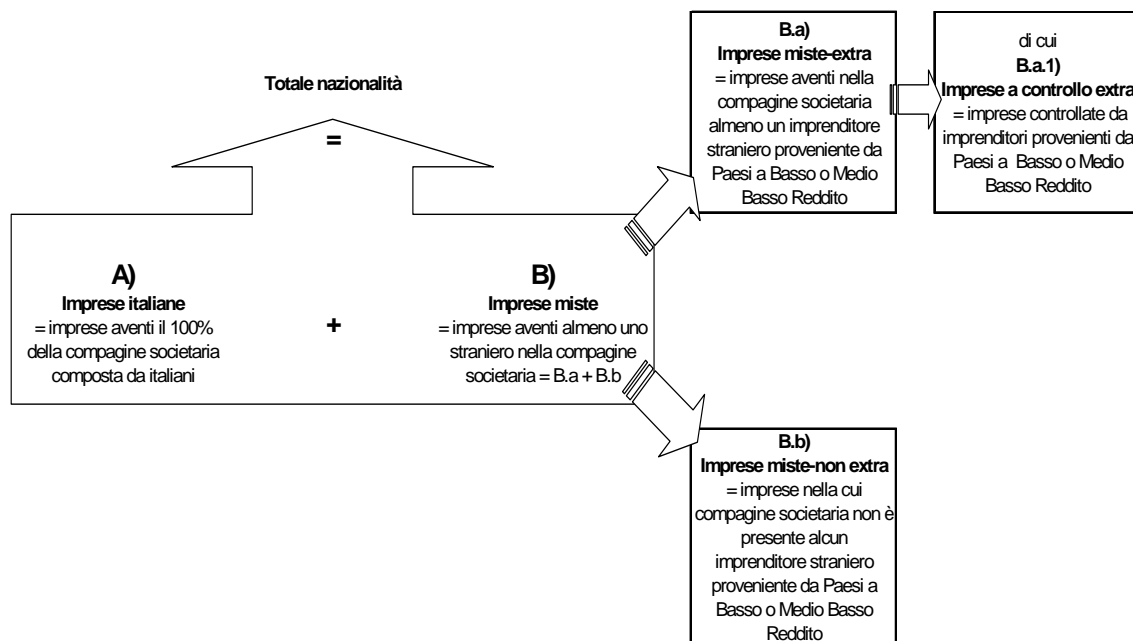 Totale nazionalità
=
A)
Imprese italiane
= imprese aventi il 100%
della compagine societaria
composta da italiani
+
B)
Imprese miste
= imprese aventi almeno uno
straniero nella compagine
societaria = B.a + B.b
B.a)
Imprese miste-extra
= imprese aventi nella
compagine societaria
almeno un imprenditore
straniero proveniente da
Paesi a Basso o Medio
Basso Reddito
di cui
B.a.1)
Imprese a controllo extra
= imprese controllate da
imprenditori provenienti da
Paesi a Basso o Medio
Basso Reddito
B.b)
Imprese miste-non extra
= imprese nella cui
compagine societaria non è
presente alcun
imprenditore straniero
proveniente da Paesi a
Basso o Medio Basso
Reddito